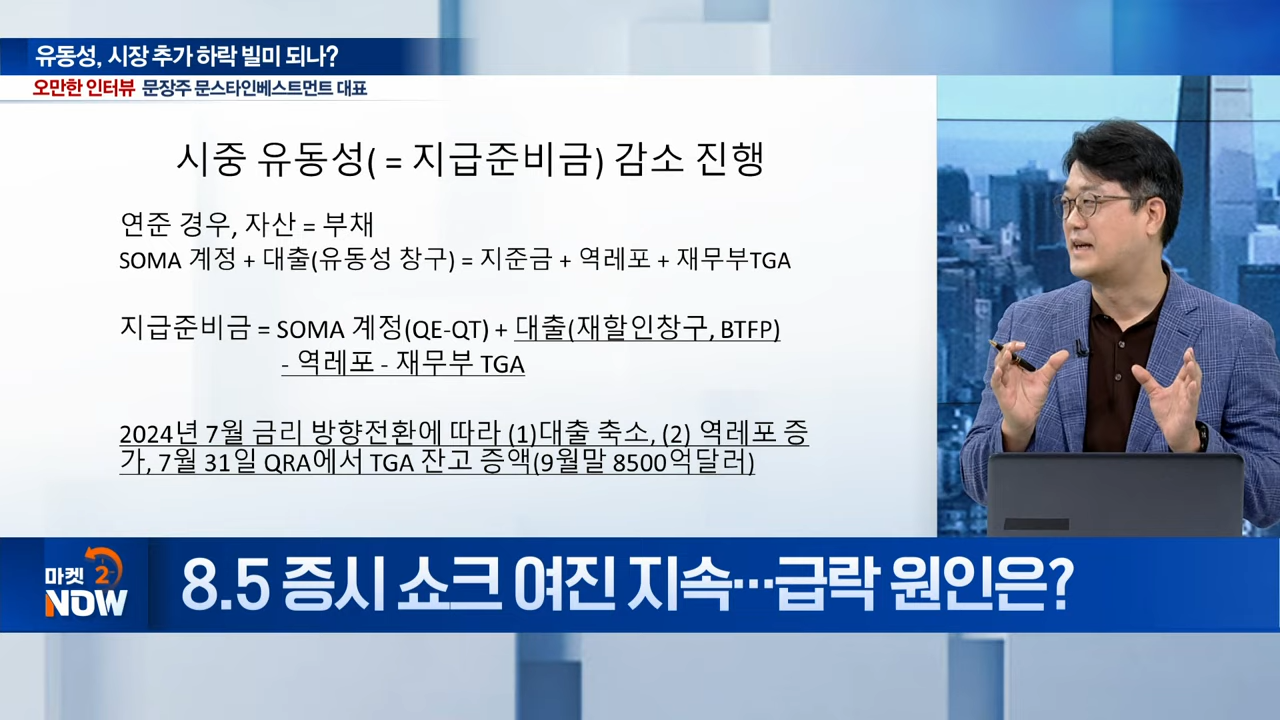 유동성, 시장 추가 하락 빌미 되나?
오만한 인터뷰 문장주 문스타인베스트먼트 대표
시중 유동성( = 지급준비금) 감소 진행
연준 경우, 자산 = 부채
SOMA 계정 + 대출(유동성 창구) = 지준금 + 역레포 + 재무부TGA
지급준비금 = SOMA 계정(QE-QT) + 대출(재할인창구, BTFP)
- 역레포 - 재무부 TGA
2024년 7월 금리 방향전환에 따라 (1)대출 축소, (2) 역레포 증
가, 7월 31일 QRA에서 TGA 잔고 증액(9월말 8500억달러)
마켓 2
NOW
8.5 증시 쇼크 여진 지속…급락 원인은?